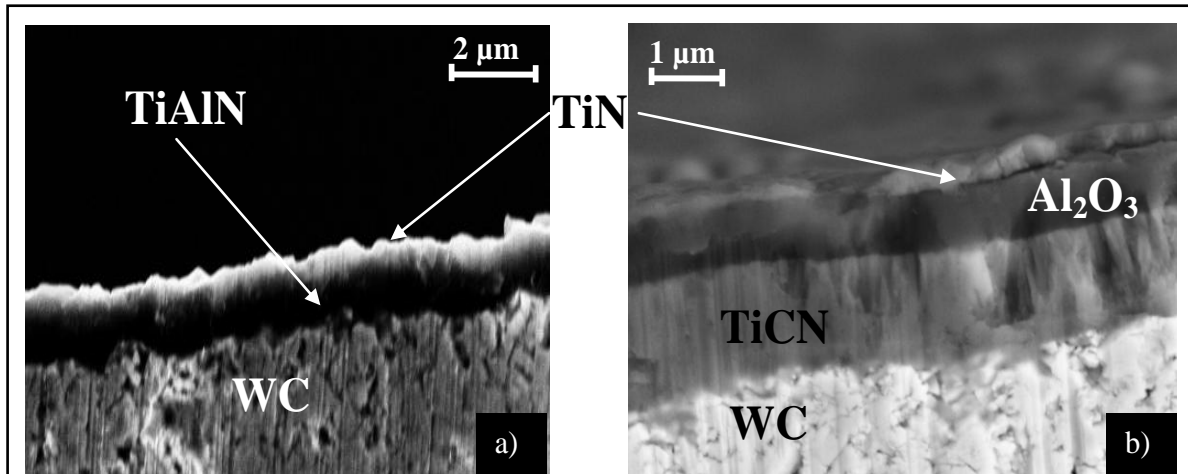 2 µm
TiAlN
TiN
WC
a)
1 µm
Al₂O₃
TiCN
WC
b)